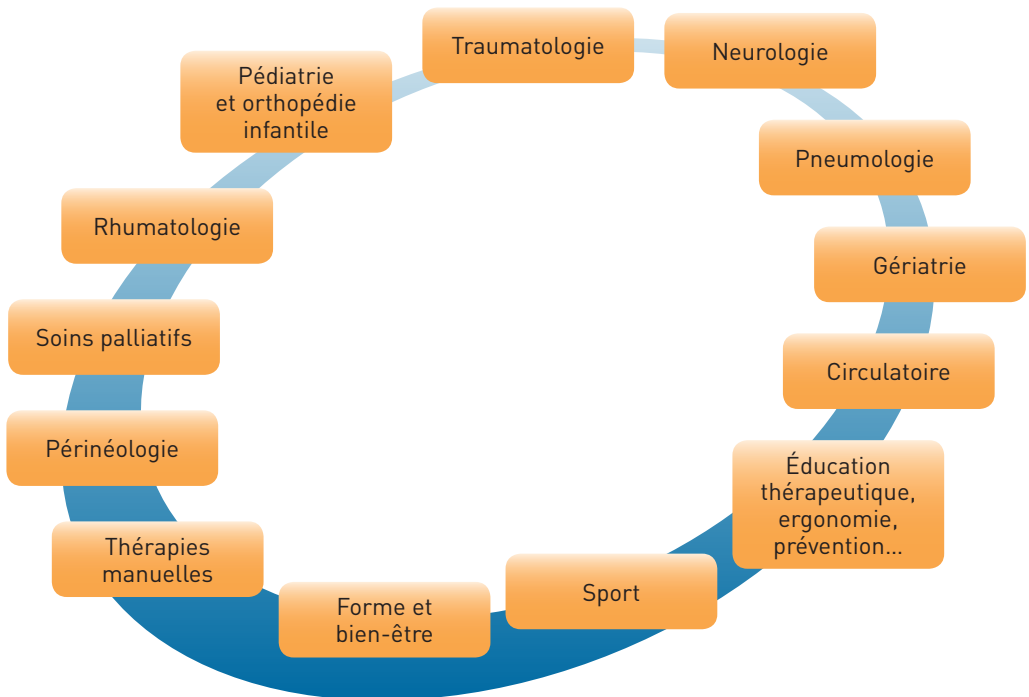 Traumatologie
Neurologie
Pneumologie
Gériatrie
Circulatoire
Éducation
thérapeutique,
ergonomie,
prévention...
Sport
Forme et
bien-être
Thérapies
manuelles
Périnéologie
Soins palliatifs
Rhumatologie
Pédiatrie
et orthopédie
infantile